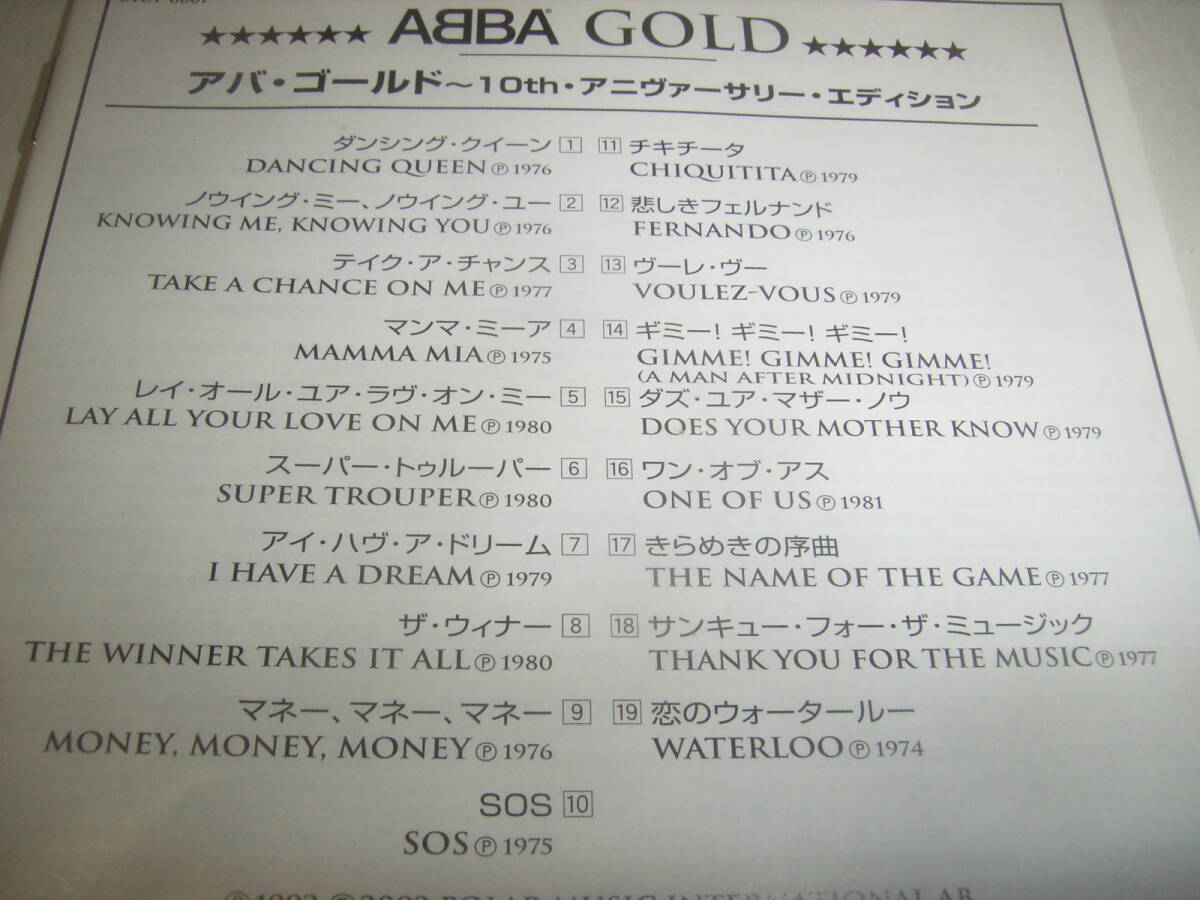 ★★★★★★ ABBA® GOLD ★★★★★★
アバ・ゴールド～10th・アニヴァーサリー・エディション
ダンシング・クイーン 1
DANCING QUEEN Ⓟ 1976
ノウイング・ミー、ノウイング・ユー 2
KNOWING ME, KNOWING YOU Ⓟ 1976
テイク・ア・チャンス 3
TAKE A CHANCE ON ME Ⓟ 1977
マンマ・ミーア 4
MAMMA MIA Ⓟ 1975
レイ・オール・ユア・ラヴ・オン・ミー 5
LAY ALL YOUR LOVE ON ME Ⓟ 1980
スーパー・トゥルーパー 6
SUPER TROUPER Ⓟ 1980
アイ・ハヴ・ア・ドリーム 7
I HAVE A DREAM Ⓟ 1979
ザ・ウィナー 8
THE WINNER TAKES IT ALL Ⓟ 1980
マネー、マネー、マネー 9
MONEY, MONEY, MONEY Ⓟ 1976
SOS 10
SOS Ⓟ 1975
11 チキチータ
CHIQUITITA Ⓟ 1979
12 悲しきフェルナンド
FERNANDO Ⓟ 1976
13 ヴーレ・ヴー
VOULEZ-VOUS Ⓟ 1979
14 ギミー! ギミー! ギミー!
GIMME! GIMME! GIMME!
(A MAN AFTER MIDNIGHT) Ⓟ 1979
15 ダズ・ユア・マザー・ノウ
DOES YOUR MOTHER KNOW Ⓟ 1979
16 ワン・オブ・アス
ONE OF US Ⓟ 1981
17 きらめきの序曲
THE NAME OF THE GAME Ⓟ 1977
18 サンキュー・フォー・ザ・ミュージック
THANK YOU FOR THE MUSIC Ⓟ 1977
19 恋のウォータールー
WATERLOO Ⓟ 1974
POLAR MUSIC INTERNATIONAL AB